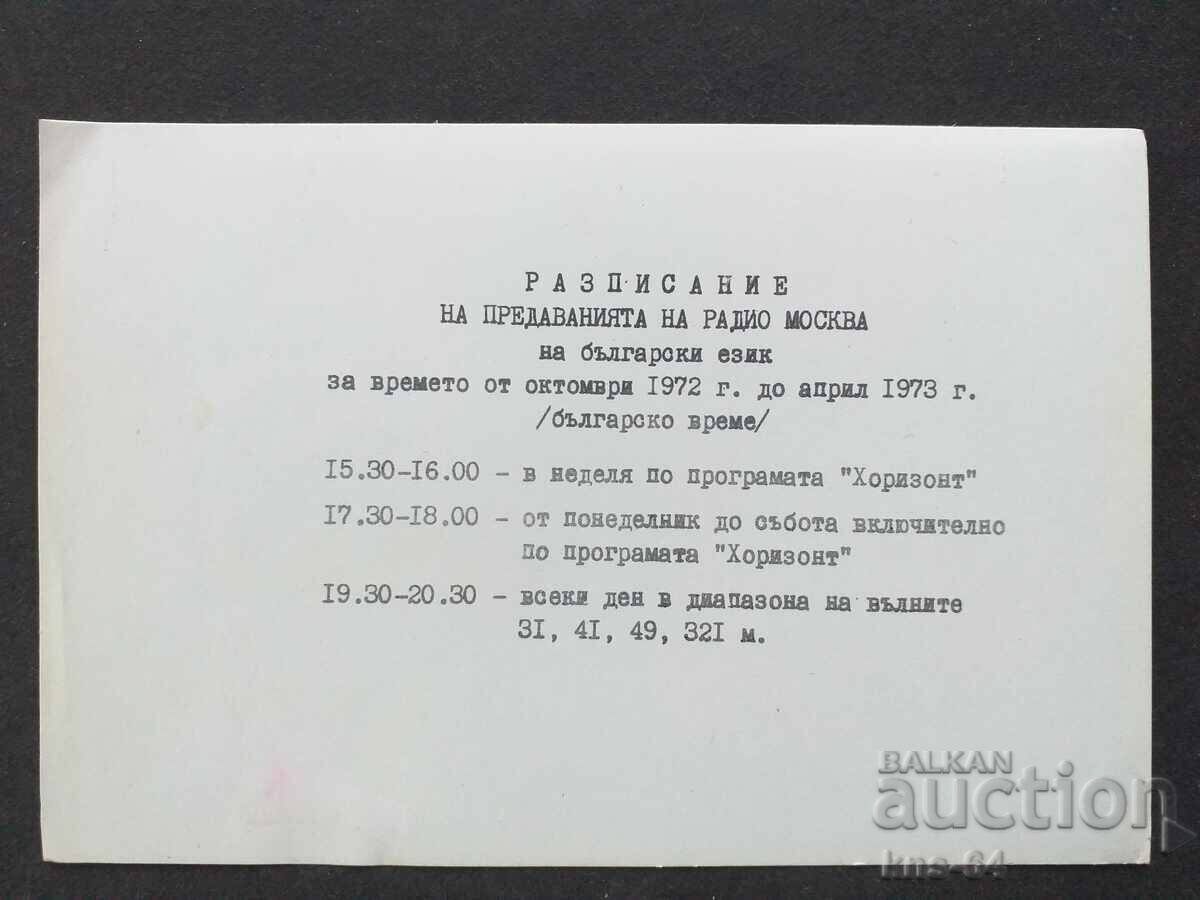 Р А З П И С А Н И Е
НА ПРЕДАВАНИЯТА НА РАДИО МОСКВА
на български език
за времето от октомври 1972 г. до април 1973 г.
/българско време/
15.30-16.00 - в неделя по програмата "Хоризонт"
17.30-18.00 - от понеделник до събота включително
по програмата "Хоризонт"
19.30-20.30 - всеки ден в диапазона на вълните
31, 41, 49, 321 м.
BALKAN
auction
kns-64